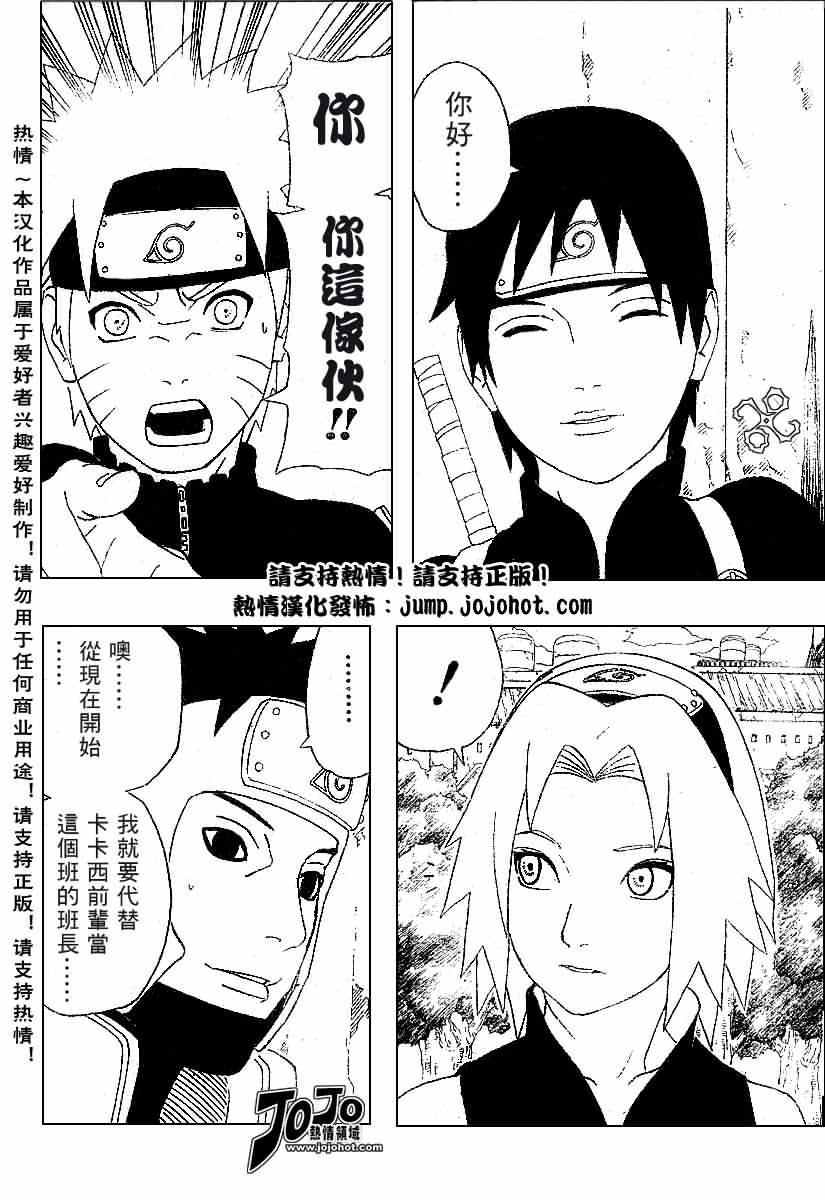 你好……
你
你這傢伙!!
請支持熱情！請支持正版！
熱情漢化發佈：jump.jojohot.com
！
………
噢……
從現在開始
……
我就要代替
卡卡西前輩當
這個班的班長……
热情～本汉化作品属于爱好者兴趣爱好制作！请勿用于任何商业用途！请支持正版！请支持热情！
JOJO
熱情領域
www.jojohot.com